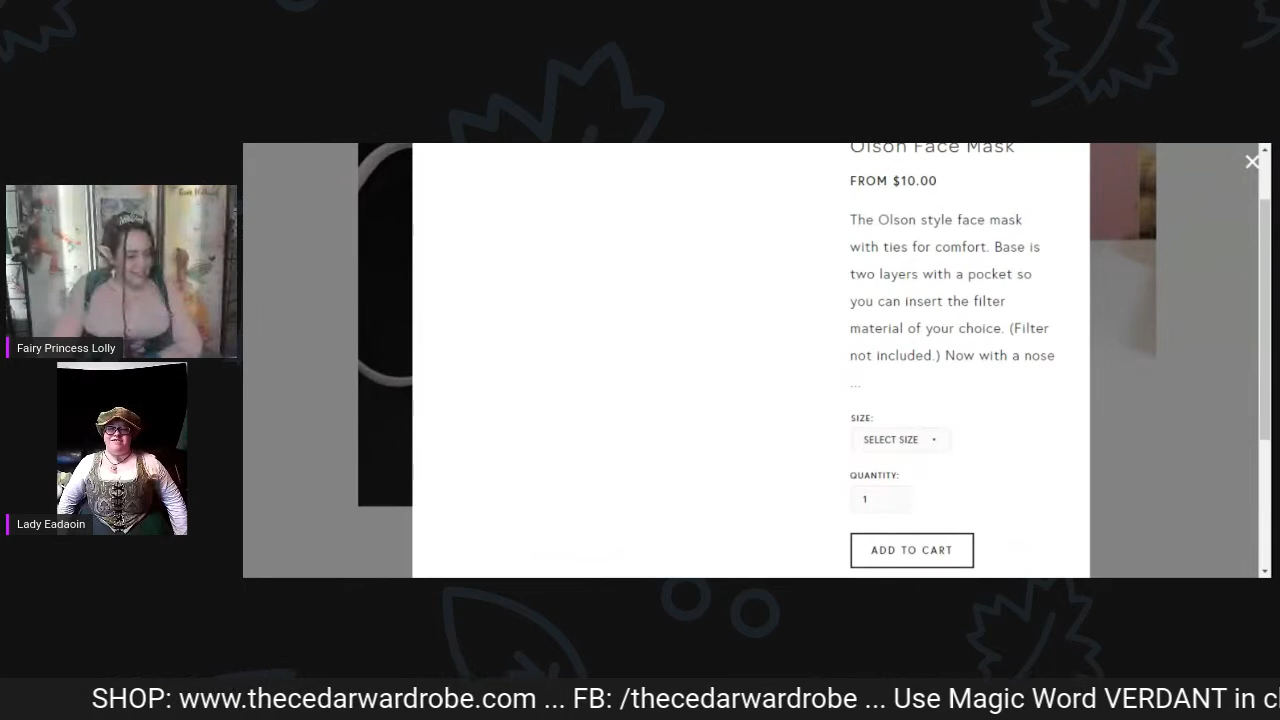 Olson Face Mask
FROM $10.00
The Olson style face mask
with ties for comfort. Base is
two layers with a pocket so
you can insert the filter
material of your choice. (Filter
not included.) Now with a nose
...
SIZE:
SELECT SIZE
QUANTITY:
1
ADD TO CART
Fairy Princess Lolly
Lady Eadaoin
SHOP: www.thecedarwardrobe.com ... FB: /thecedarwardrobe ... Use Magic Word VERDANT in